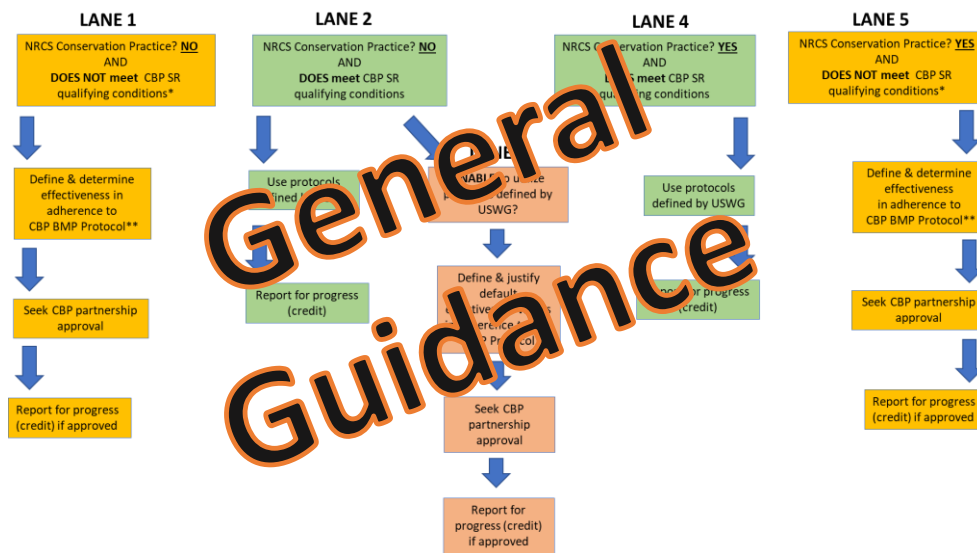 LANE 1
NRCS Conservation Practice? NO
AND
DOES NOT meet CBP SR
qualifying conditions*
Define & determine
effectiveness in
adherence to
CBP BMP Protocol**
Seek CBP partnership
approval
Report for progress
(credit) if approved
LANE 2
NRCS Conservation Practice? NO
AND
DOES meet CBP SR
qualifying conditions
Use protocols
Report for progress
(credit)
utilize
defined by
USWG?
Define & justify
default
Seek CBP
partnership
approval
Report for
progress (credit)
if approved
LANE 4
NRCS Conservation Practice? YES
AND
meet CBP SR
conditions
Use protocols
defined by USWG
for progress
(credit)
LANE 5
NRCS Conservation Practice? YES
AND
DOES NOT meet CBP SR
qualifying conditions*
Define & determine
effectiveness
in adherence to
CBP BMP Protocol**
Seek CBP partnership
approval
Report for progress
(credit) if approved
General
Guidance